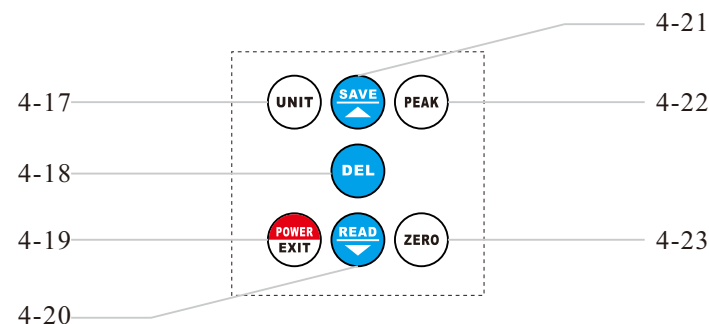 4-21
4-17 UNIT SAVE PEAK 4-22
4-18 DEL
4-19 POWER EXIT READ ZERO 4-23
4-20